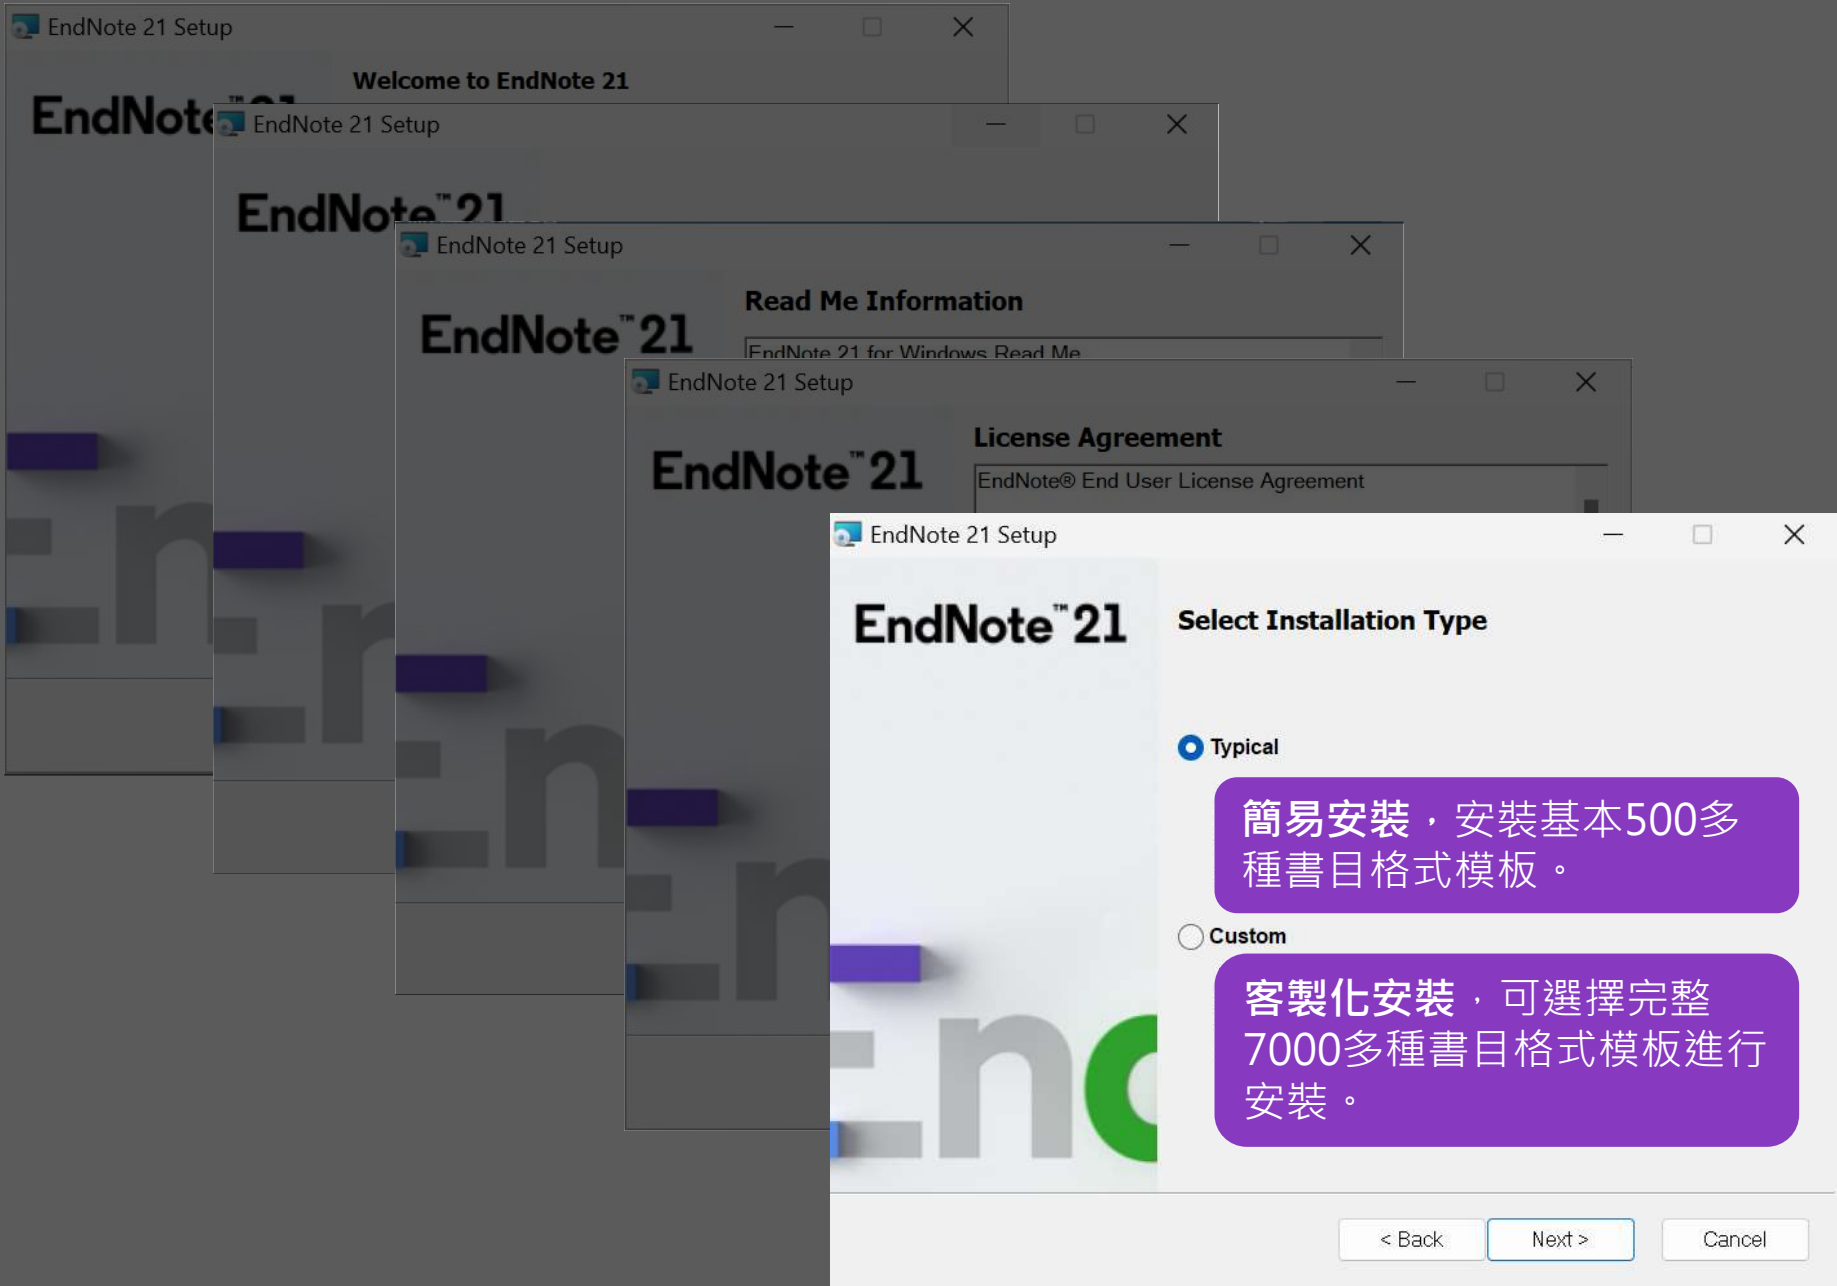 EndNote 21 Setup
Welcome to EndNote 21
EndNote™21
EndNote 21 Setup
EndNote™21
EndNote 21 Setup
Read Me Information
EndNote™21
EndNote 21 for Windows Read Me
EndNote 21 Setup
License Agreement
EndNote™21
EndNote® End User License Agreement
EndNote 21 Setup
EndNote™21
Select Installation Type
Typical
簡易安裝，安裝基本500多
種書目格式模板。
Custom
客製化安裝，可選擇完整
7000多種書目格式模板進行
安裝。
< Back
Next >
Cancel